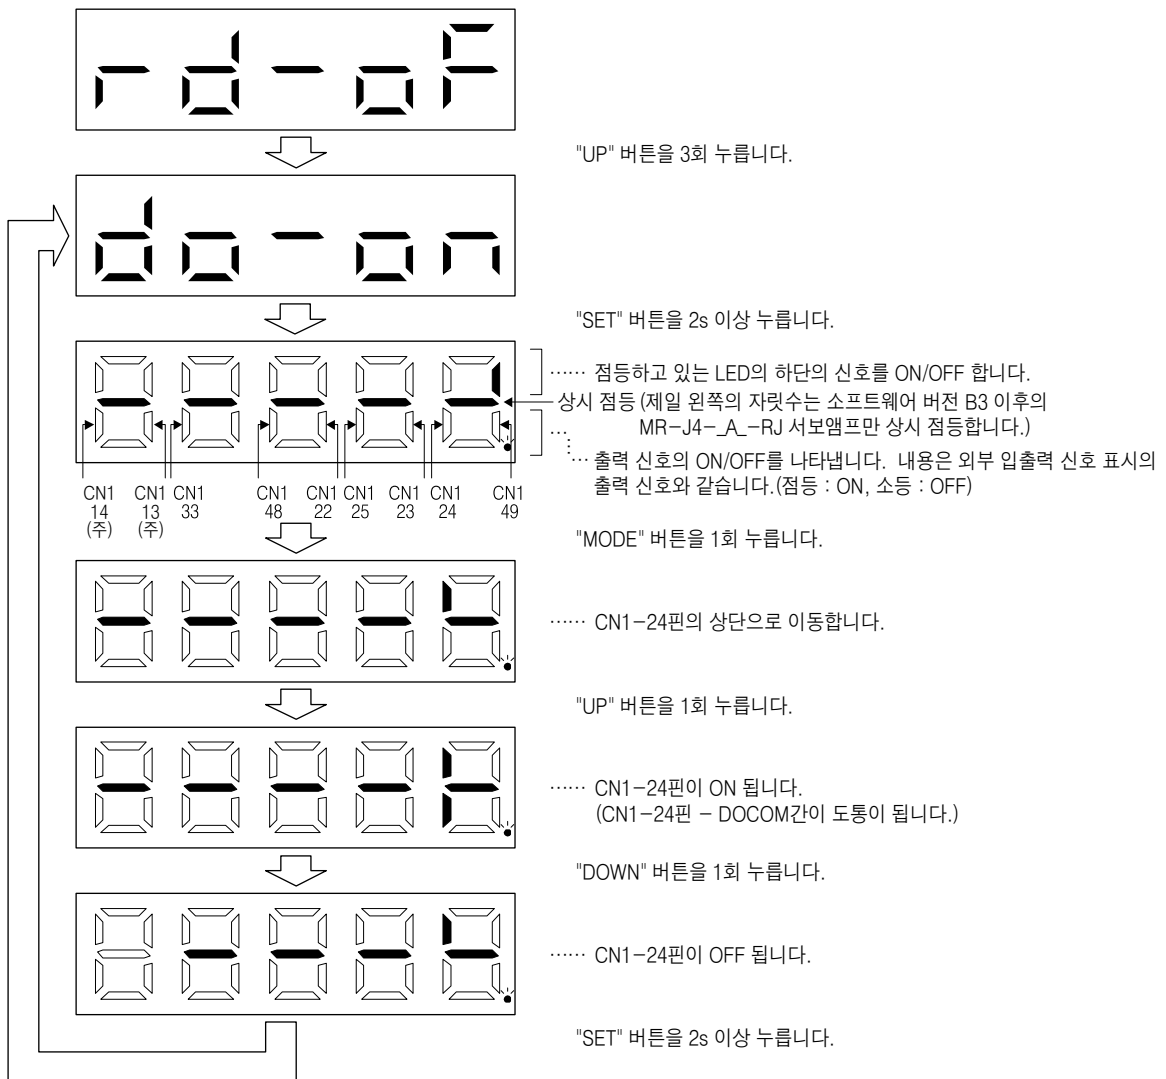 rd-oF
"UP" 버튼을 3회 누릅니다.
do-on
"SET" 버튼을 2s 이상 누릅니다.
…… 점등하고 있는 LED의 하단의 신호를 ON/OFF 합니다.
상시 점등 (제일 왼쪽의 자릿수는 소프트웨어 버전 B3 이후의
MR-J4-_A_-RJ 서보앰프만 상시 점등합니다.)
…… 출력 신호의 ON/OFF를 나타냅니다. 내용은 외부 입출력 신호 표시의
출력 신호와 같습니다.(점등 : ON, 소등 : OFF)
CN1 CN1 CN1 CN1 CN1 CN1 CN1 CN1 CN1
14 13 33 48 22 25 23 24 49
(주) (주)
"MODE" 버튼을 1회 누릅니다.
…… CN1-24핀의 상단으로 이동합니다.
"UP" 버튼을 1회 누릅니다.
…… CN1-24핀이 ON 됩니다.
(CN1-24핀 - DOCOM간이 도통이 됩니다.)
"DOWN" 버튼을 1회 누릅니다.
…… CN1-24핀이 OFF 됩니다.
"SET" 버튼을 2s 이상 누릅니다.